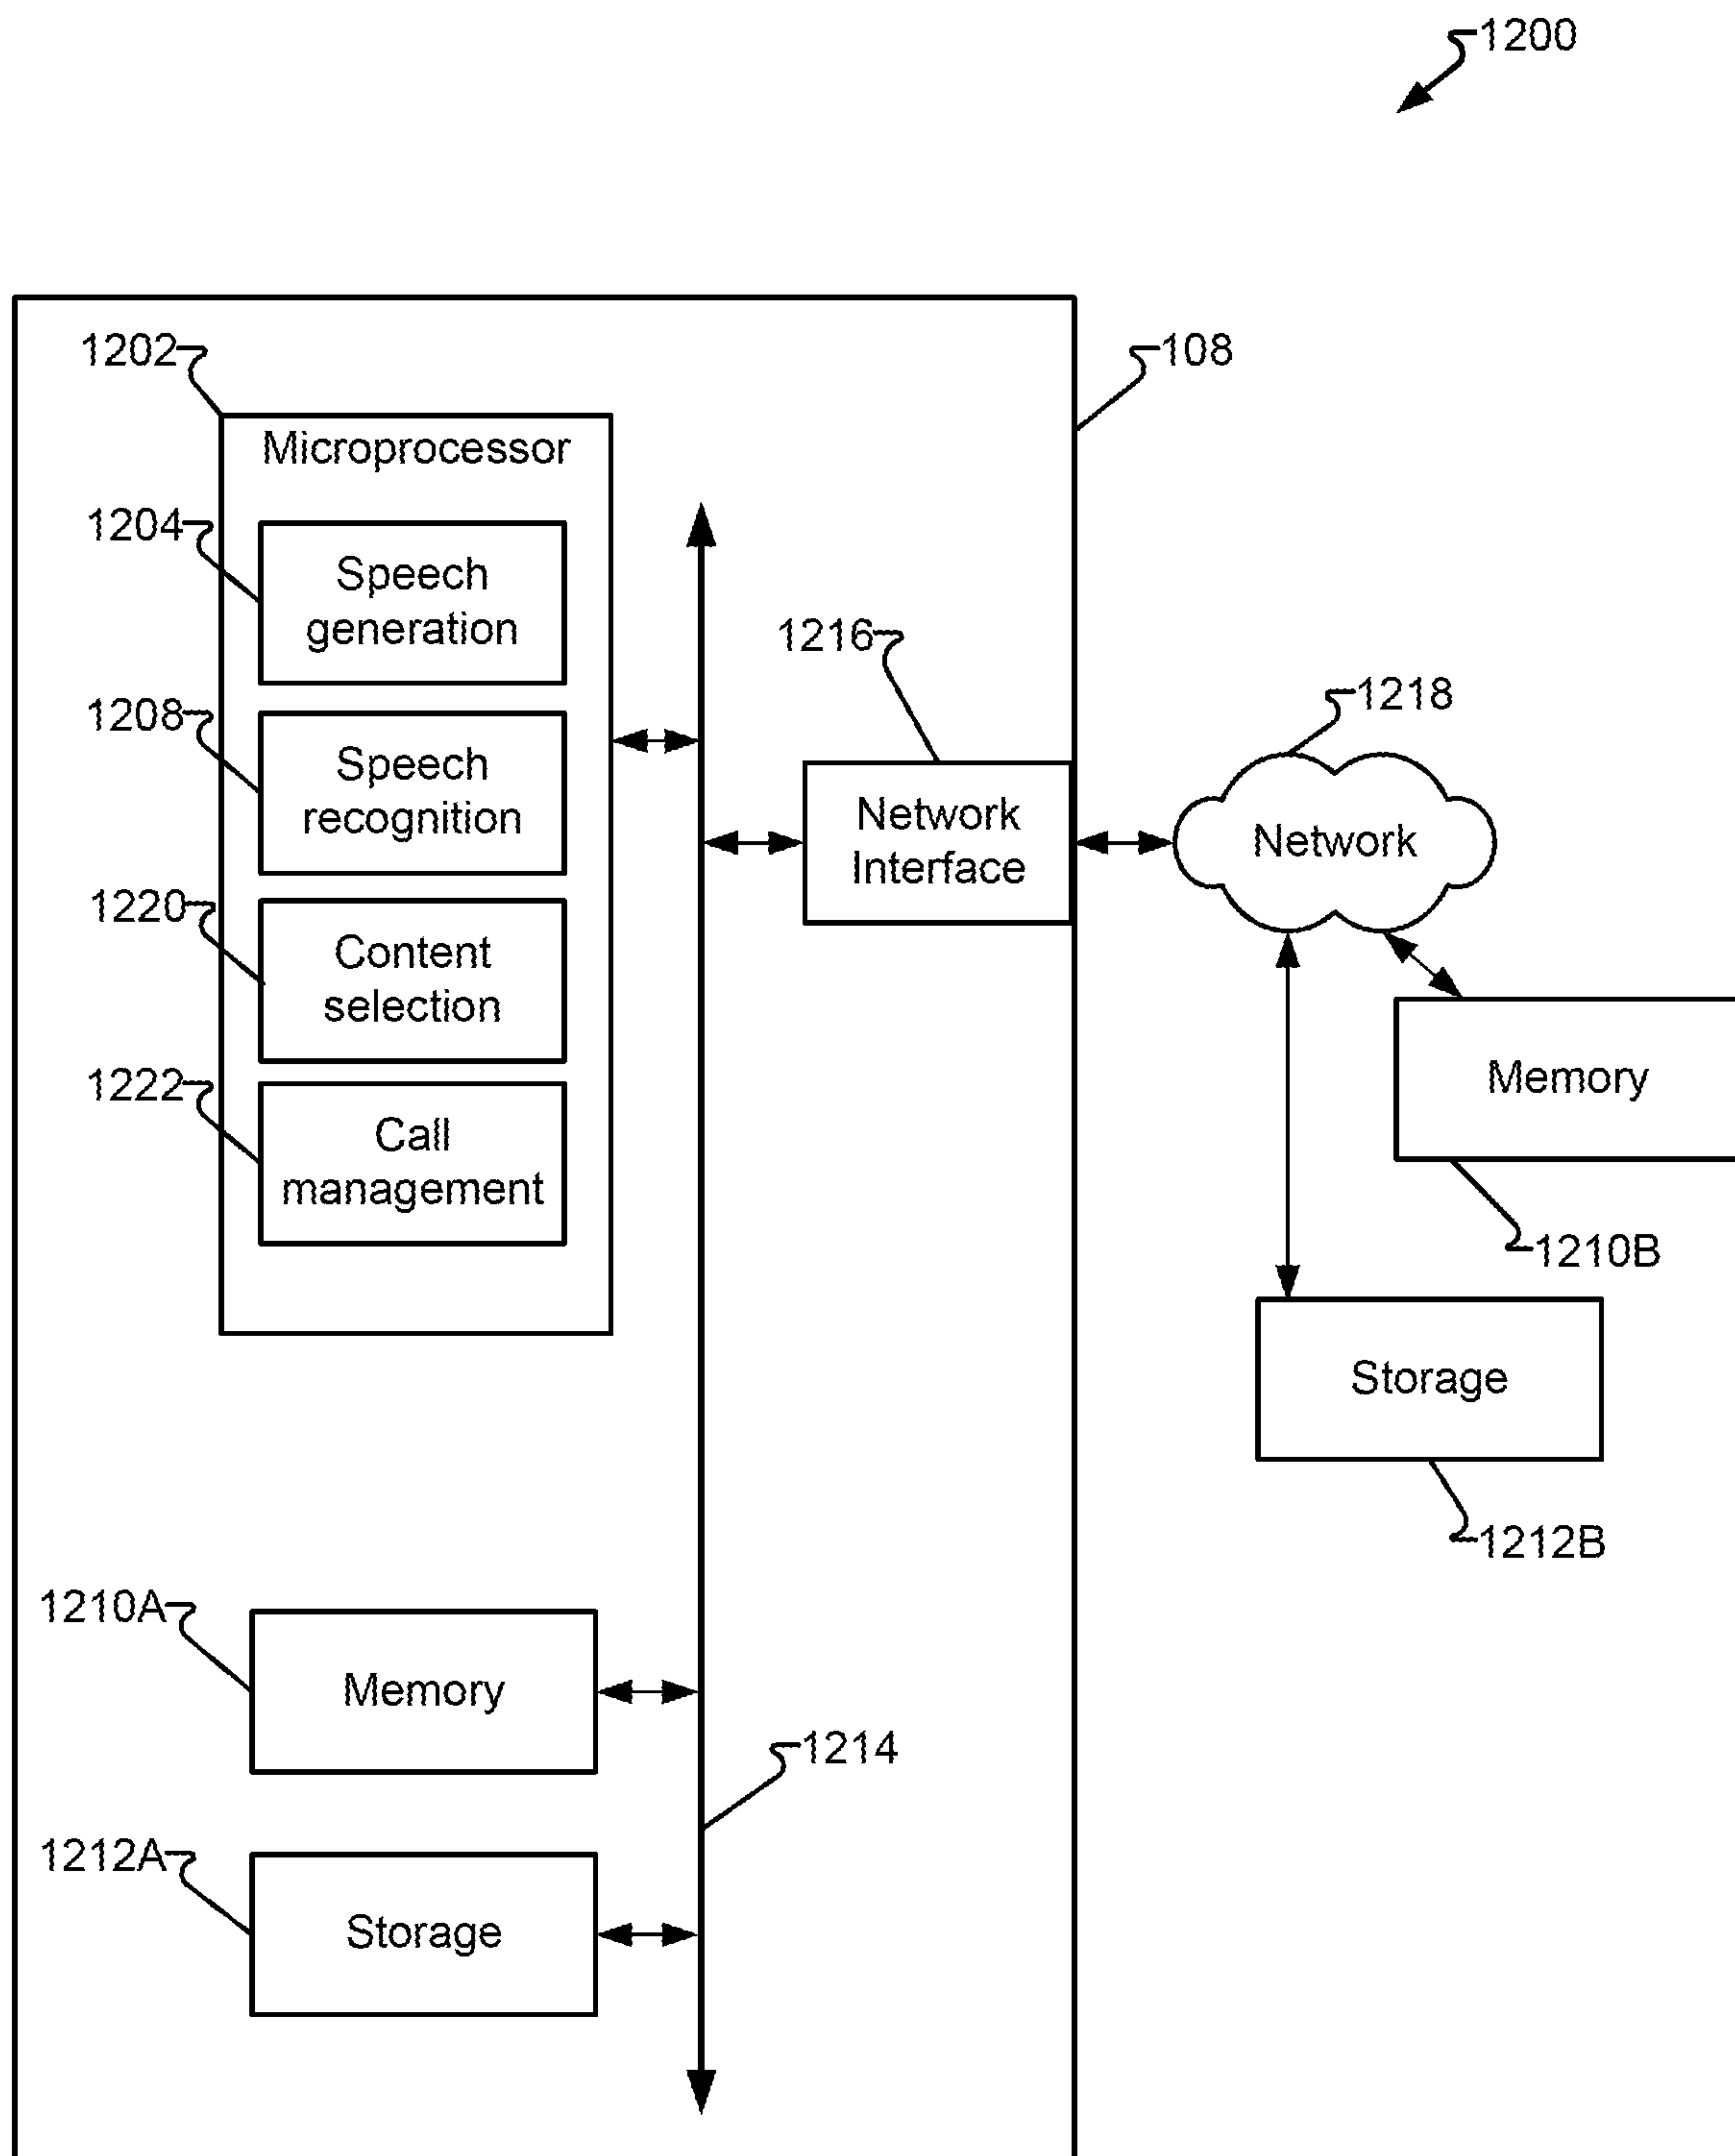 1200
1202
108
Microprocessor
1204
Speech
generation
1216
1208
Speech
recognition
1218
Network
Interface
Network
1220
Content
selection
1222
Call
management
Memory
1210B
Storage
1212B
1210A
Memory
1214
1212A
Storage